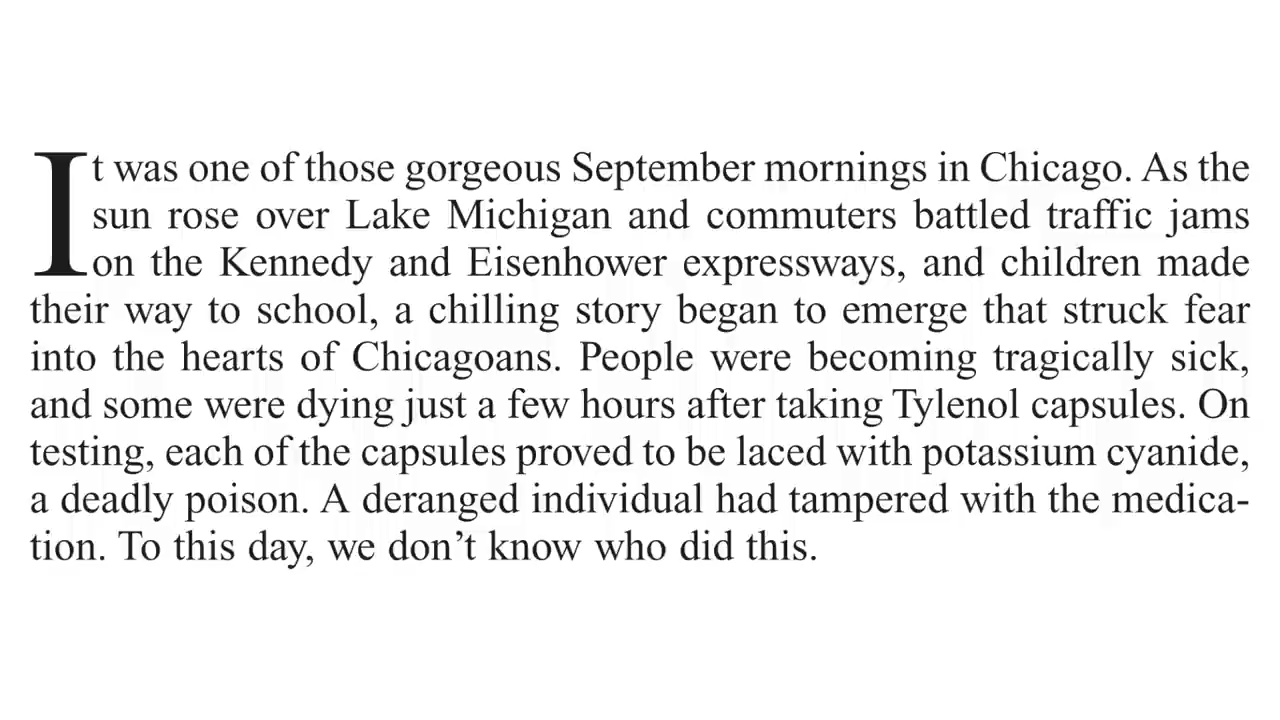 It was one of those gorgeous September mornings in Chicago. As the
sun rose over Lake Michigan and commuters battled traffic jams
on the Kennedy and Eisenhower expressways, and children made
their way to school, a chilling story began to emerge that struck fear
into the hearts of Chicagoans. People were becoming tragically sick,
and some were dying just a few hours after taking Tylenol capsules. On
testing, each of the capsules proved to be laced with potassium cyanide,
a deadly poison. A deranged individual had tampered with the medica-
tion. To this day, we don’t know who did this.